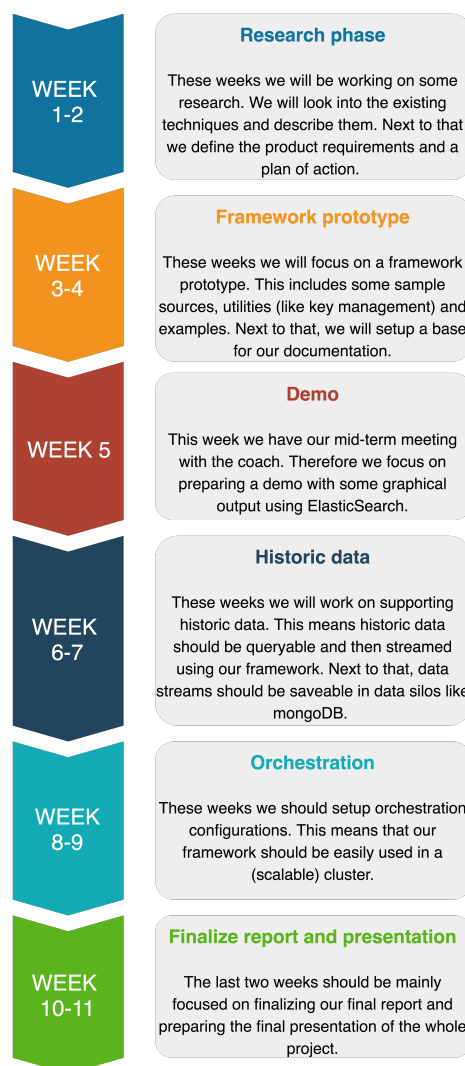 WEEK
1-2
Research phase
These weeks we will be working on some
research. We will look into the existing
techniques and describe them. Next to that
we define the product requirements and a
plan of action.
WEEK
3-4
Framework prototype
These weeks we will focus on a framework
prototype. This includes some sample
sources, utilities (like key management) and
examples. Next to that, we will setup a base
for our documentation.
WEEK 5
Demo
This week we have our mid-term meeting
with the coach. Therefore we focus on
preparing a demo with some graphical
output using ElasticSearch.
WEEK
6-7
Historic data
These weeks we will work on supporting
historic data. This means historic data
should be queryable and then streamed
using our framework. Next to that, data
streams should be saveable in data silos like
mongoDB.
WEEK
8-9
Orchestration
These weeks we should setup orchestration
configurations. This means that our
framework should be easily used in a
(scalable) cluster.
WEEK
10-11
Finalize report and presentation
The last two weeks should be mainly
focused on finalizing our final report and
preparing the final presentation of the whole
project.